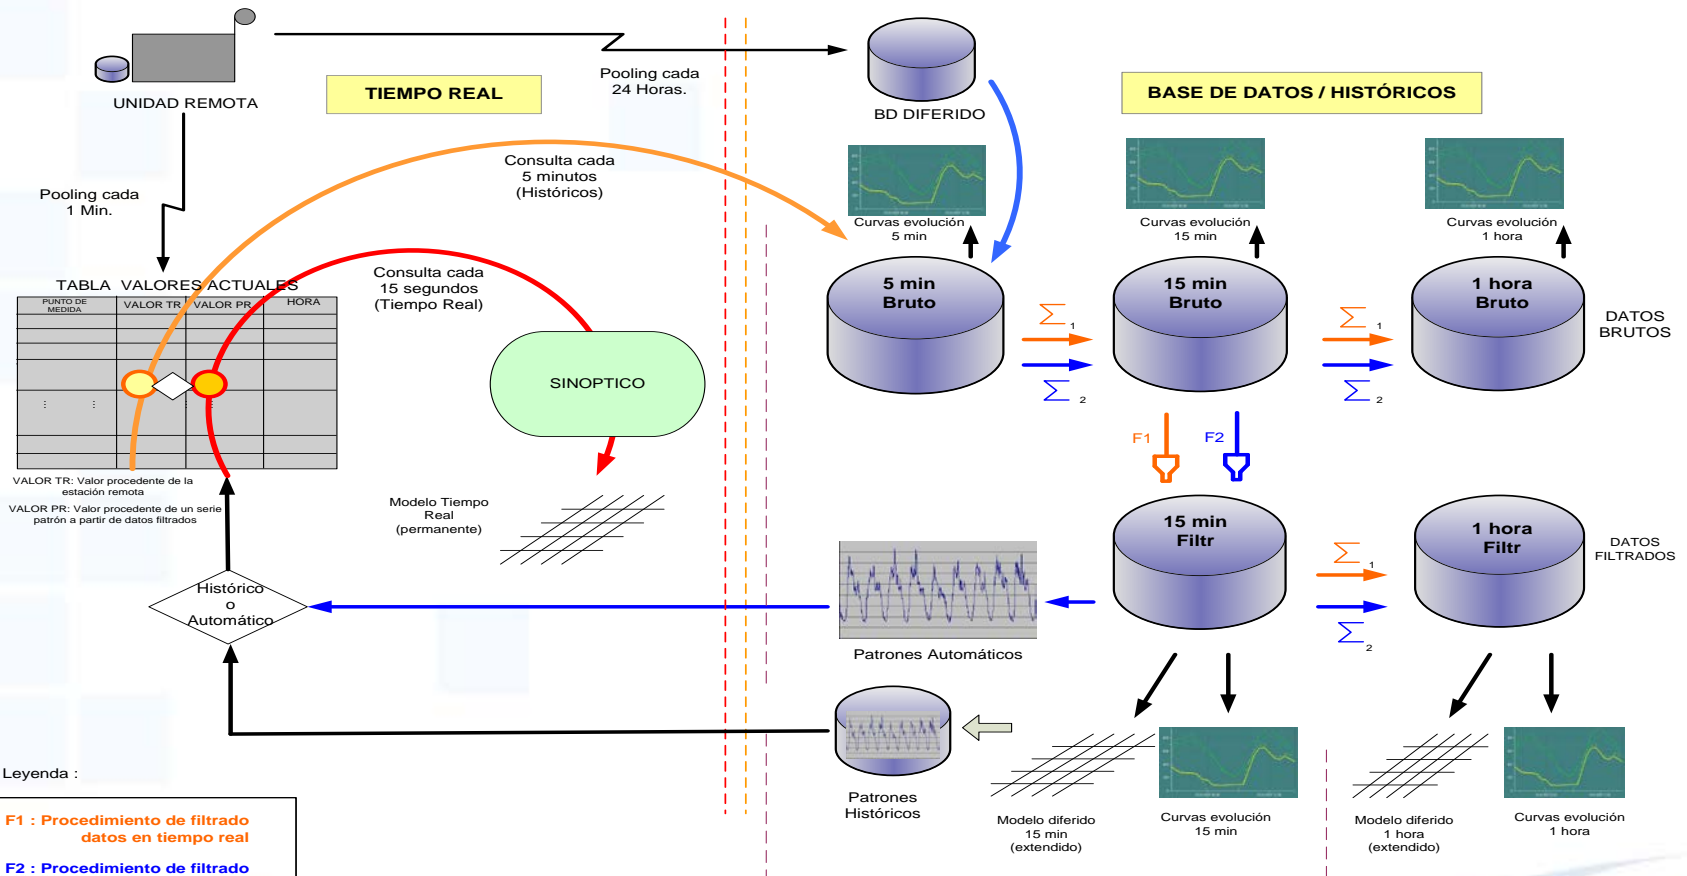 UNIDAD REMOTA
TIEMPO REAL
Pooling cada
24 Horas.
BD DIFERIDO
BASE DE DATOS / HISTÓRICOS
Pooling cada
1 Min.
Consulta cada
5 minutos
(Históricos)
Curvas evolución
5 min
Curvas evolución
15 min
Curvas evolución
1 hora
Consulta cada
15 segundos
(Tiempo Real)
TABLA VALORES ACTUALES
PUNTO DE
MEDIDA
VALOR TR
VALOR PR
HORA
5 min
Bruto
15 min
Bruto
1 hora
Bruto
DATOS
BRUTOS
∑ 1
∑ 2
∑ 1
∑ 2
SINOPTICO
F1
F2
VALOR TR: Valor procedente de la
estación remota
VALOR PR: Valor procedente de un serie
patrón a partir de datos filtrados
Modelo Tiempo
Real
(permanente)
15 min
Filtr
1 hora
Filtr
DATOS
FILTRADOS
∑ 1
∑ 2
Histórico
o
Automático
Patrones Automáticos
Patrones
Históricos
Modelo diferido
15 min
(extendido)
Curvas evolución
15 min
Modelo diferido
1 hora
(extendido)
Curvas evolución
1 hora
Leyenda :
F1 : Procedimiento de filtrado
datos en tiempo real
F2 : Procedimiento de filtrado